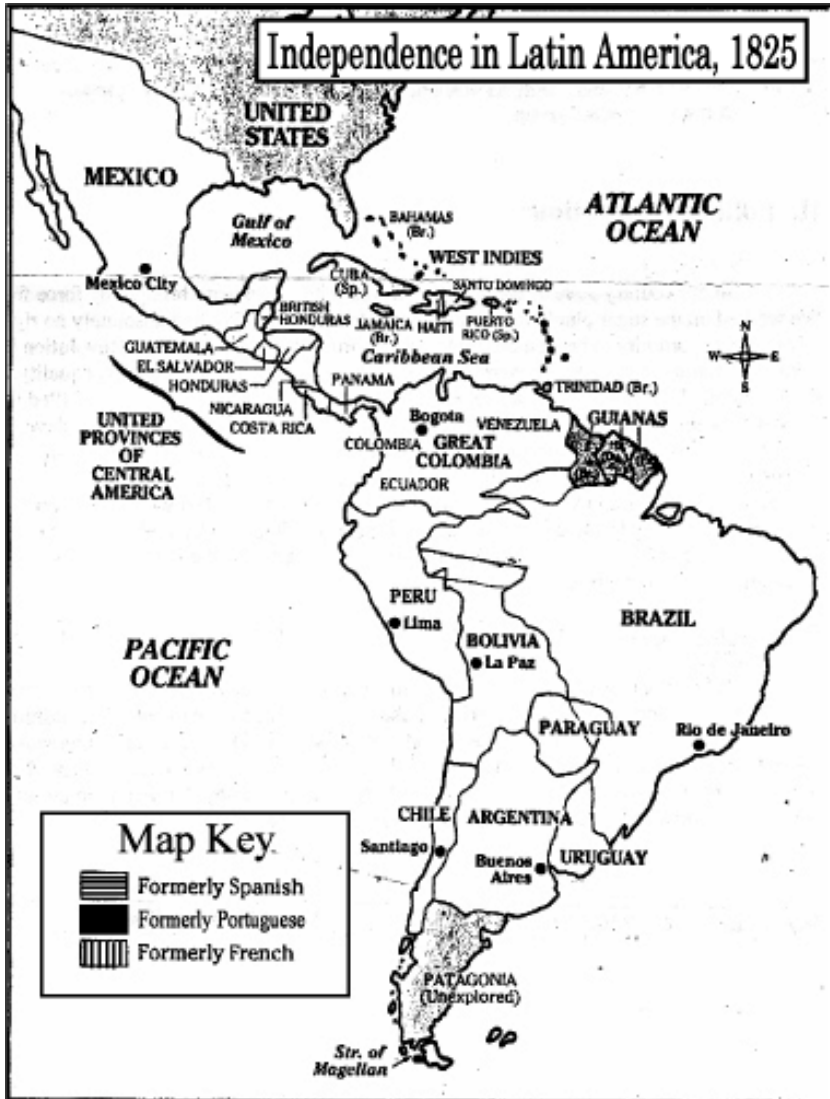 Independence in Latin America, 1825
UNITED
STATES
MEXICO
ATLANTIC
OCEAN
Gulf of
Mexico
BAHAMAS
(Br.)
WEST INDIES
Mexico City
CUBA
(Sp.)
SANTO DOMINGO
BRITISH
HONDURAS
JAMAICA
(Br.)
HAITI
PUERTO
RICO (Sp.)
N
W
E
S
GUATEMALA
EL SALVADOR
HONDURAS
Caribbean Sea
PANAMA
TRINIDAD (Br.)
NICARAGUA
COSTA RICA
UNITED
PROVINCES
OF
CENTRAL
AMERICA
Bogota
VENEZUELA
GUIANAS
COLOMBIA
GREAT
COLOMBIA
ECUADOR
PERU
Lima
BRAZIL
BOLIVIA
La Paz
PACIFIC
OCEAN
PARAGUAY
Rio de Janeiro
CHILE
ARGENTINA
Santiago
Buenos
Aires
URUGUAY
Map Key
Formerly Spanish
Formerly Portuguese
Formerly French
PATAGONIA
(Unexplored)
Str. of
Magellan